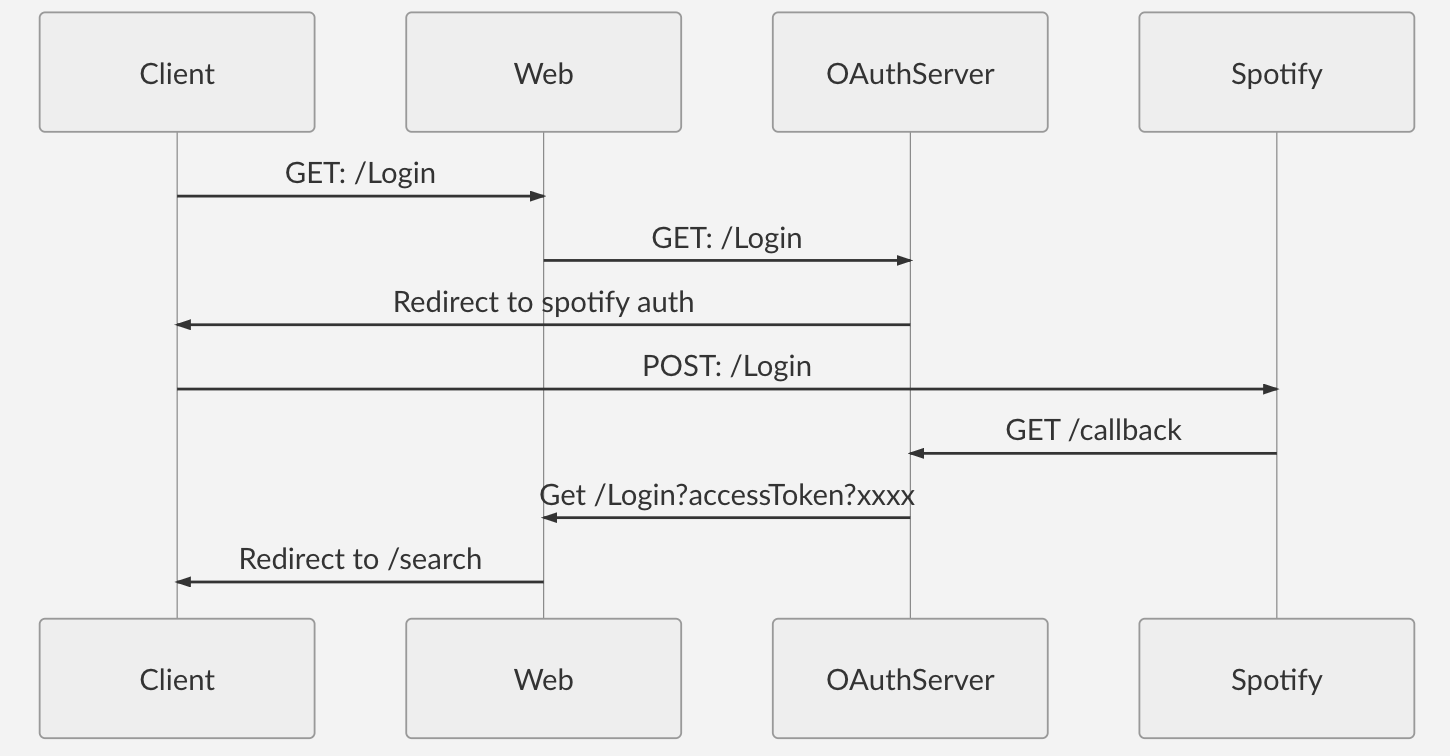 Client
Web
OAuthServer
Spotify
GET: /Login
GET: /Login
Redirect to spotify auth
POST: /Login
GET /callback
Get /Login?accessToken?xxxx
Redirect to /search
Client
Web
OAuthServer
Spotify